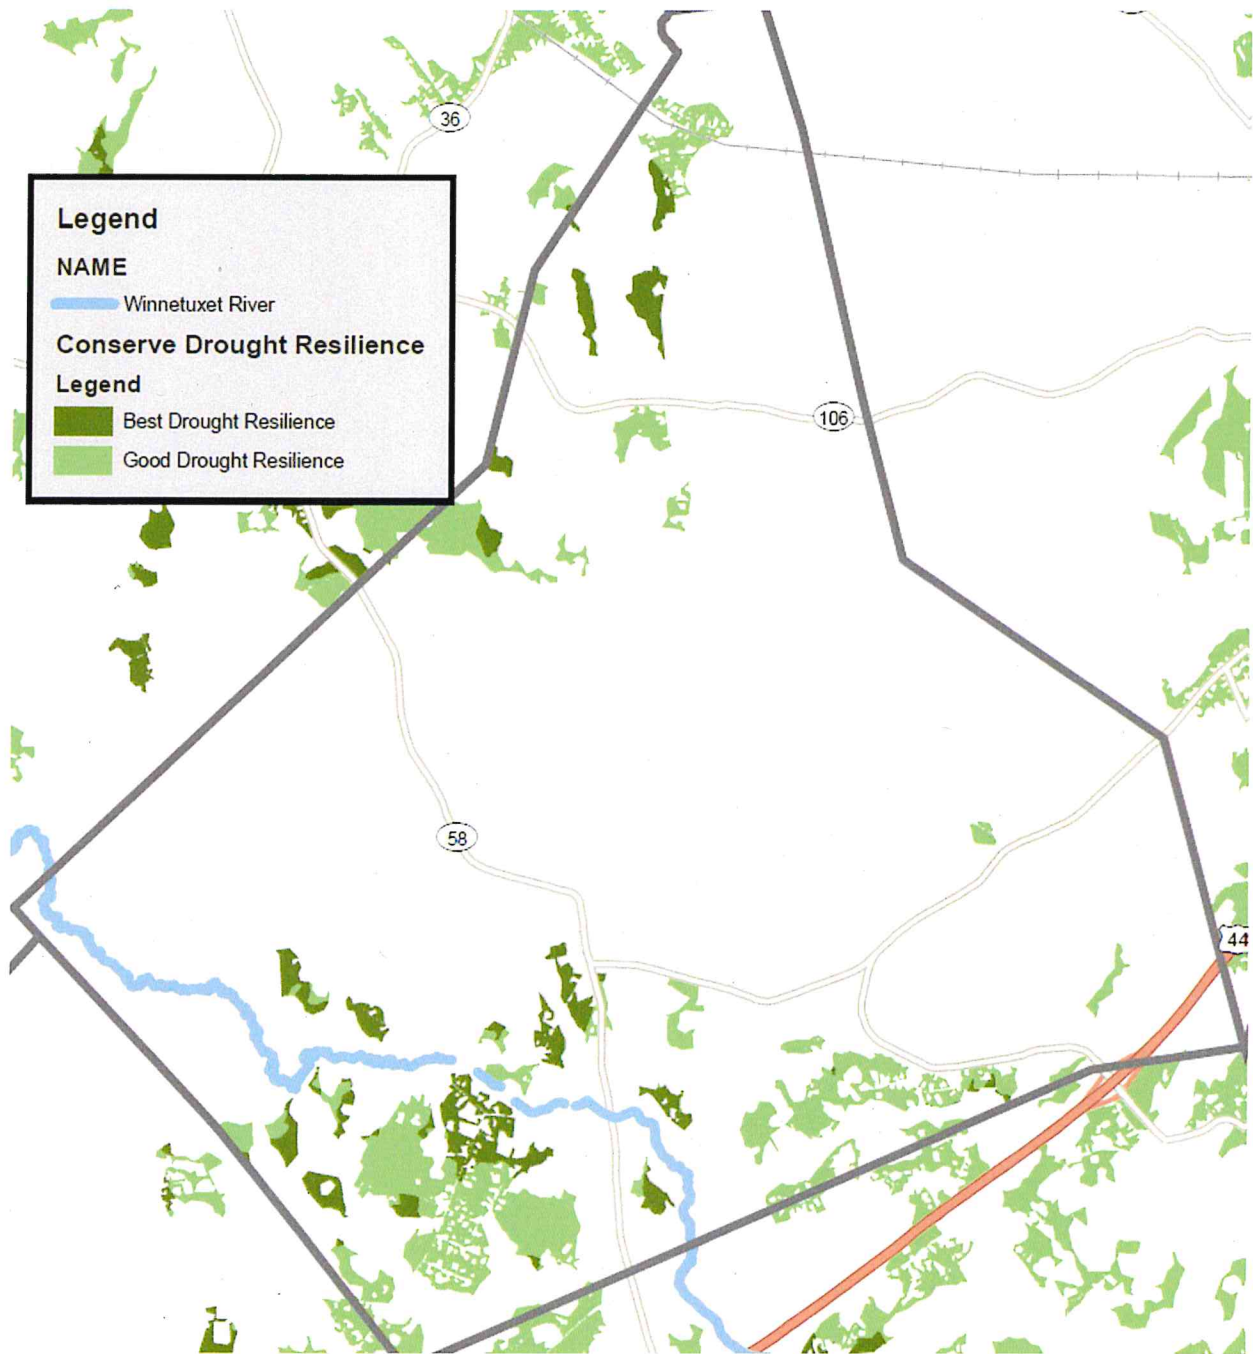 36
Legend
NAME
Winnetuxet River
Conserve Drought Resilience
Legend
Best Drought Resilience
Good Drought Resilience
106
58
44